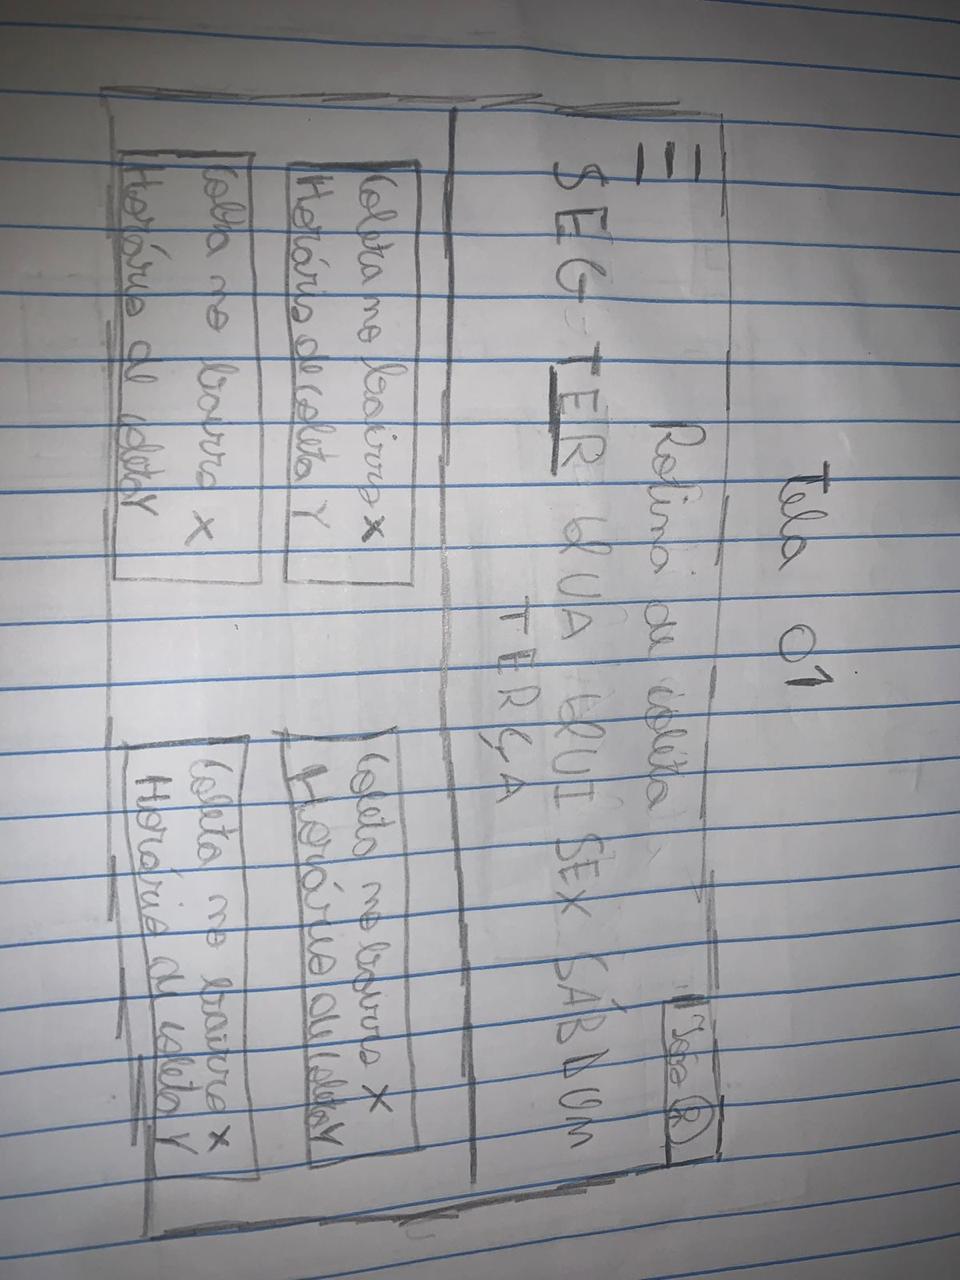 Tela 01
Rotina de coleta
João
SEG TER QUA QUI SEX SÁB DOM
TERÇA
Coleta no bairro X
Horário de coleta Y
Coleta no bairro X
Horário de coleta Y
Coleta no bairro X
Horário de coleta Y
Coleta no bairro X
Horário de coleta Y